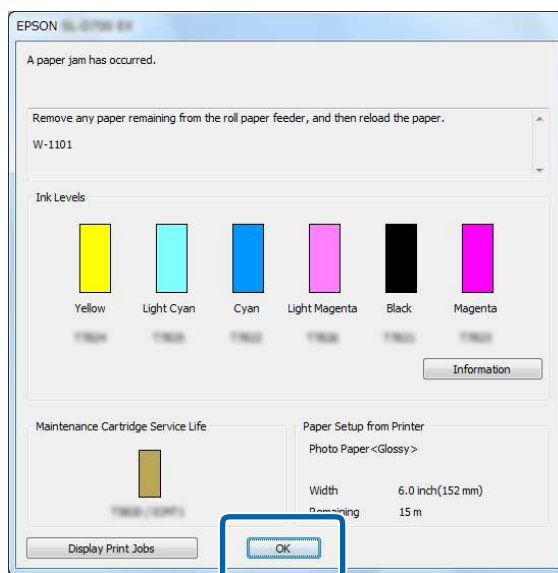 EPSON
A paper jam has occurred.
Remove any paper remaining from the roll paper feeder, and then reload the paper.
W-1101
Ink Levels
Yellow Light Cyan Cyan Light Magenta Black Magenta
Information
Maintenance Cartridge Service Life
Paper Setup from Printer
Photo Paper<Glossy>
Width 6.0 inch(152 mm)
Remaining 15 m
Display Print Jobs
OK